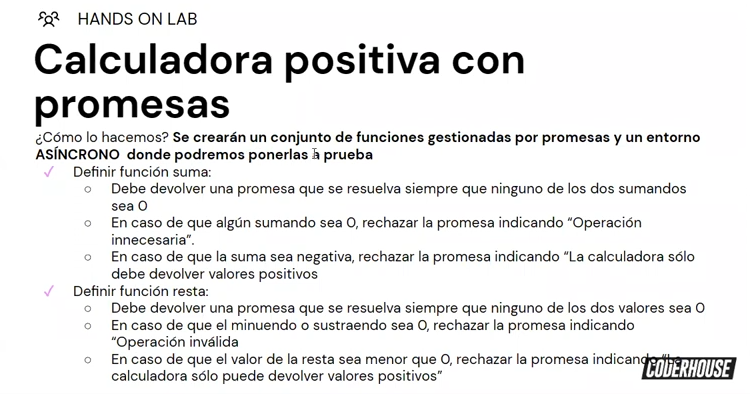 HANDS ON LAB
Calculadora positiva con
promesas
¿Cómo lo hacemos? Se crearán un conjunto de funciones gestionadas por promesas y un entorno
ASÍNCRONO donde podremos ponerlas a prueba
✓ Definir función suma:
○ Debe devolver una promesa que se resuelva siempre que ninguno de los dos sumandos
sea 0
○ En caso de que algún sumando sea 0, rechazar la promesa indicando “Operación
innecesaria”.
○ En caso de que la suma sea negativa, rechazar la promesa indicando “La calculadora sólo
debe devolver valores positivos
✓ Definir función resta:
○ Debe devolver una promesa que se resuelva siempre que ninguno de los dos valores sea 0
○ En caso de que el minuendo o sustraendo sea 0, rechazar la promesa indicando
“Operación inválida
○ En caso de que el valor de la resta sea menor que 0, rechazar la promesa indicando “La
calculadora sólo puede devolver valores positivos”
CODERHOUSE